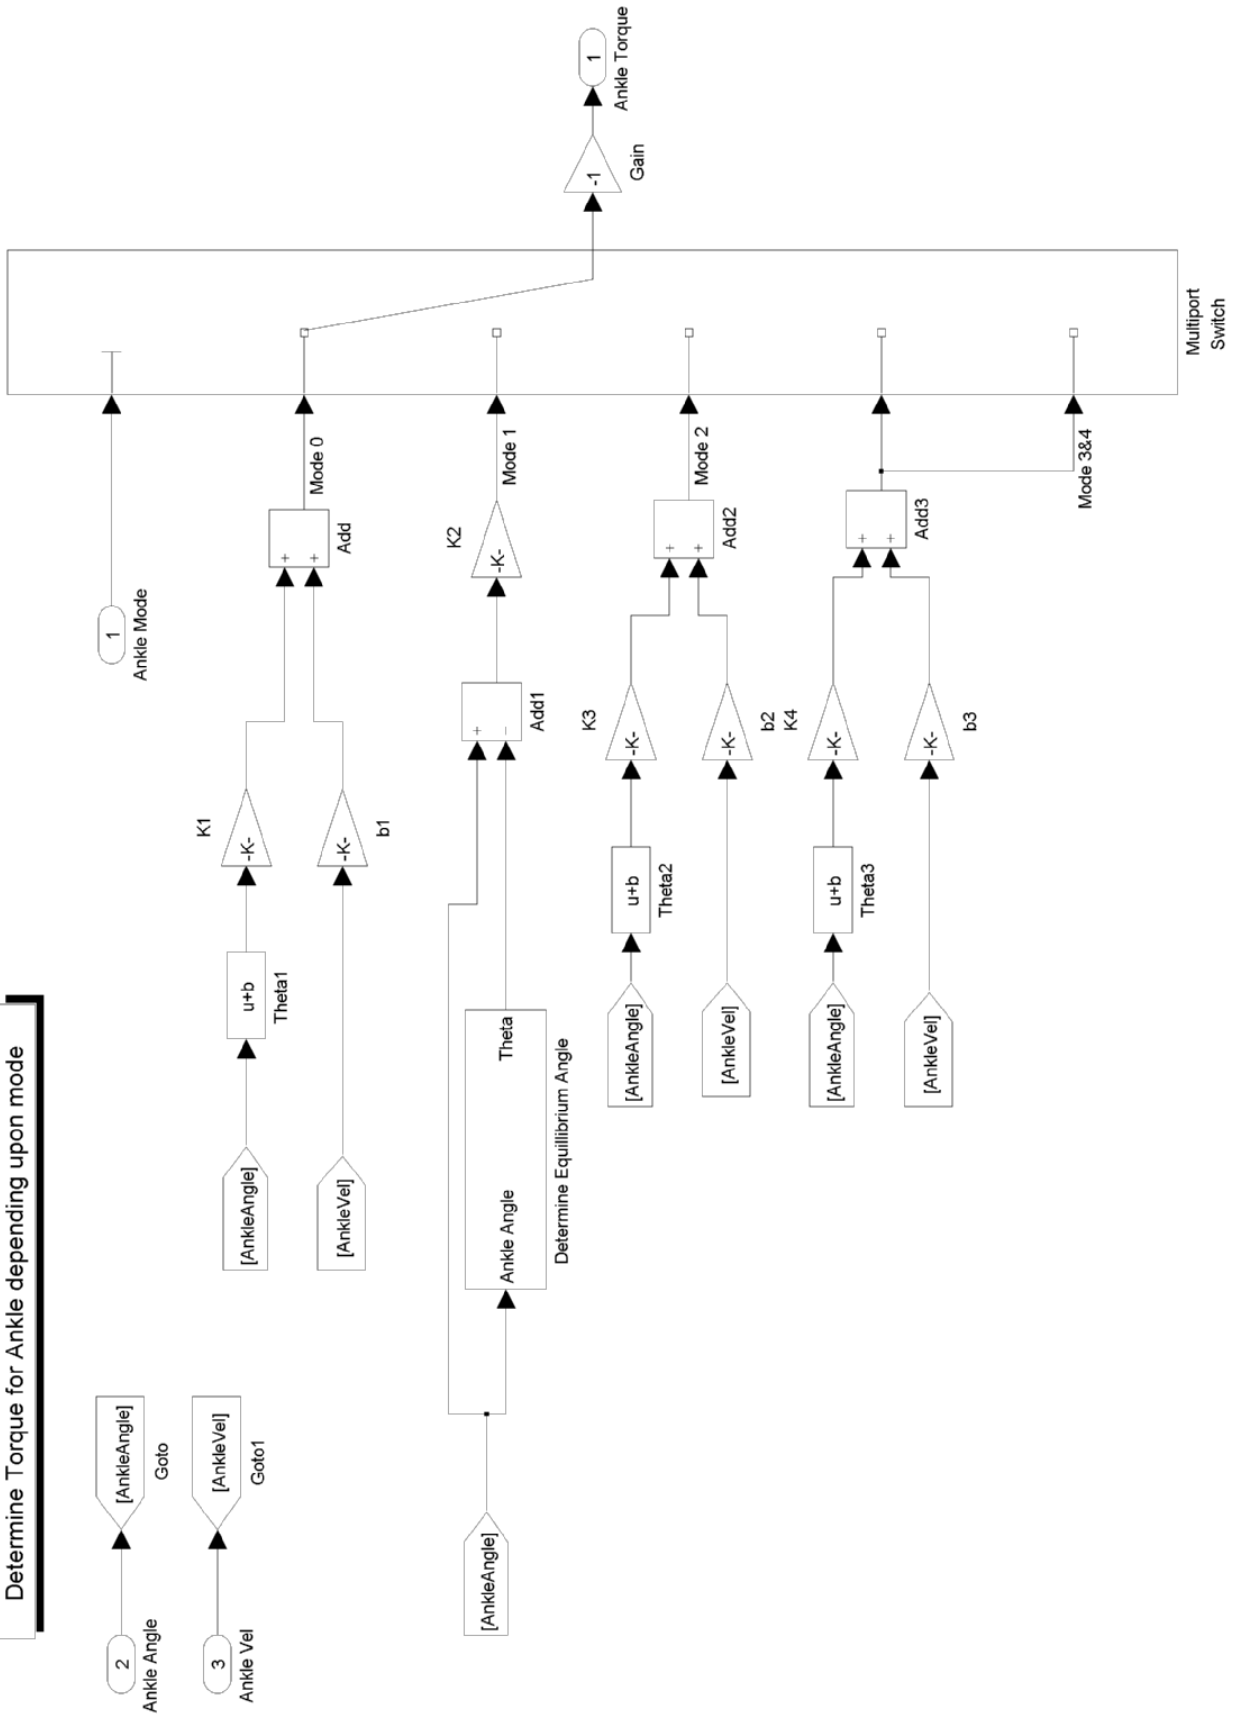 Determine Torque for Ankle depending upon mode
1
Ankle Mode
2
Ankle Angle
[AnkleAngle]
Goto
3
Ankle Vel
[AnkleVel]
Goto1
[AnkleAngle]
u+b
Theta1
K1
-K-
[AnkleVel]
-K-
b1
+
+
Add
Mode 0
[AnkleAngle]
Ankle Angle
Theta
Determine Equillibrium Angle
+
−
Add1
K2
-K-
Mode 1
[AnkleAngle]
u+b
Theta2
K3
-K-
[AnkleVel]
-K-
b2
+
+
Add2
Mode 2
[AnkleAngle]
u+b
Theta3
K4
-K-
[AnkleVel]
-K-
b3
+
+
Add3
Mode 3&4
Multiport
Switch
-1
Gain
1
Ankle Torque